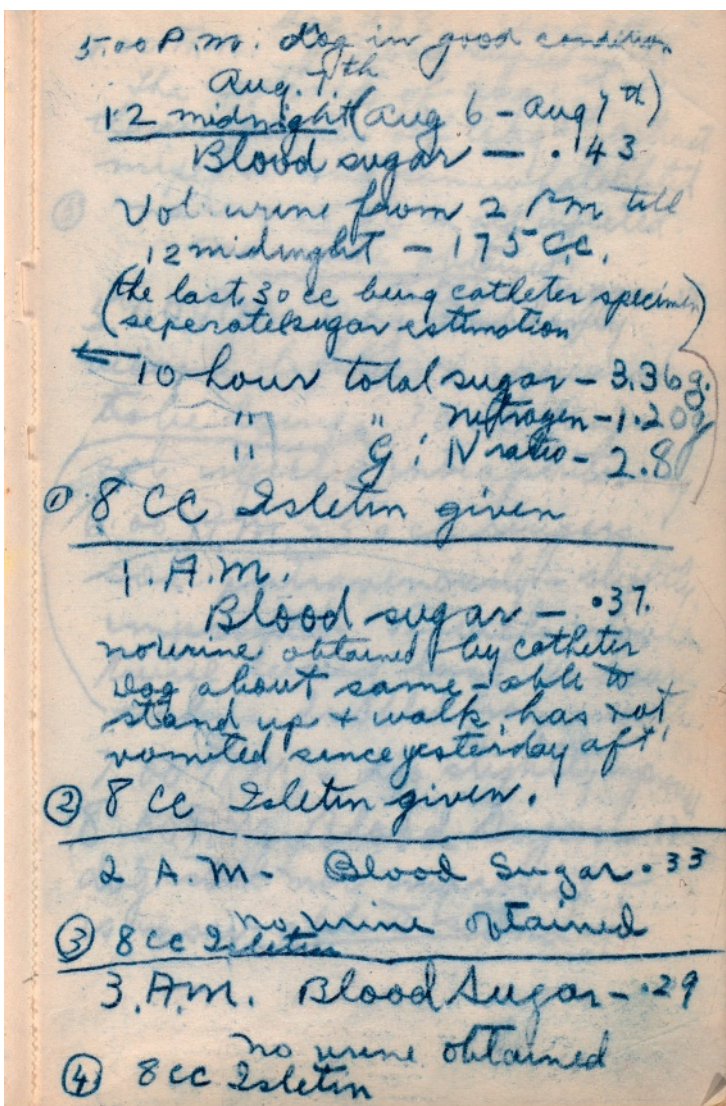 5.00 P.m: dog in good condition
Aug. 7th
12 midnight (Aug 6 - Aug 7th)
Blood sugar — .43
Vol. urine from 2 Pm till
12 midnight - 175 C.C.
(the last 30 cc being catheter specimen)
(seperate sugar estimation
← 10 hour total sugar - 3.36 g.
" " nitrogen - 1.20 g
" G : N ratio - 2.8
① 8 CC Isletin given
1. A.M.
Blood sugar - .37.
no urine obtained by catheter
Dog about same - able to
stand up + walk, has not
vomited since yesterday aft.
② 8 cc Isletin given.
2 A.M- Blood Sugar .33
no urine obtained
③ 8 cc Isletin
3. A.M. Blood Sugar - .29
no urine obtained
④ 8 cc Isletin